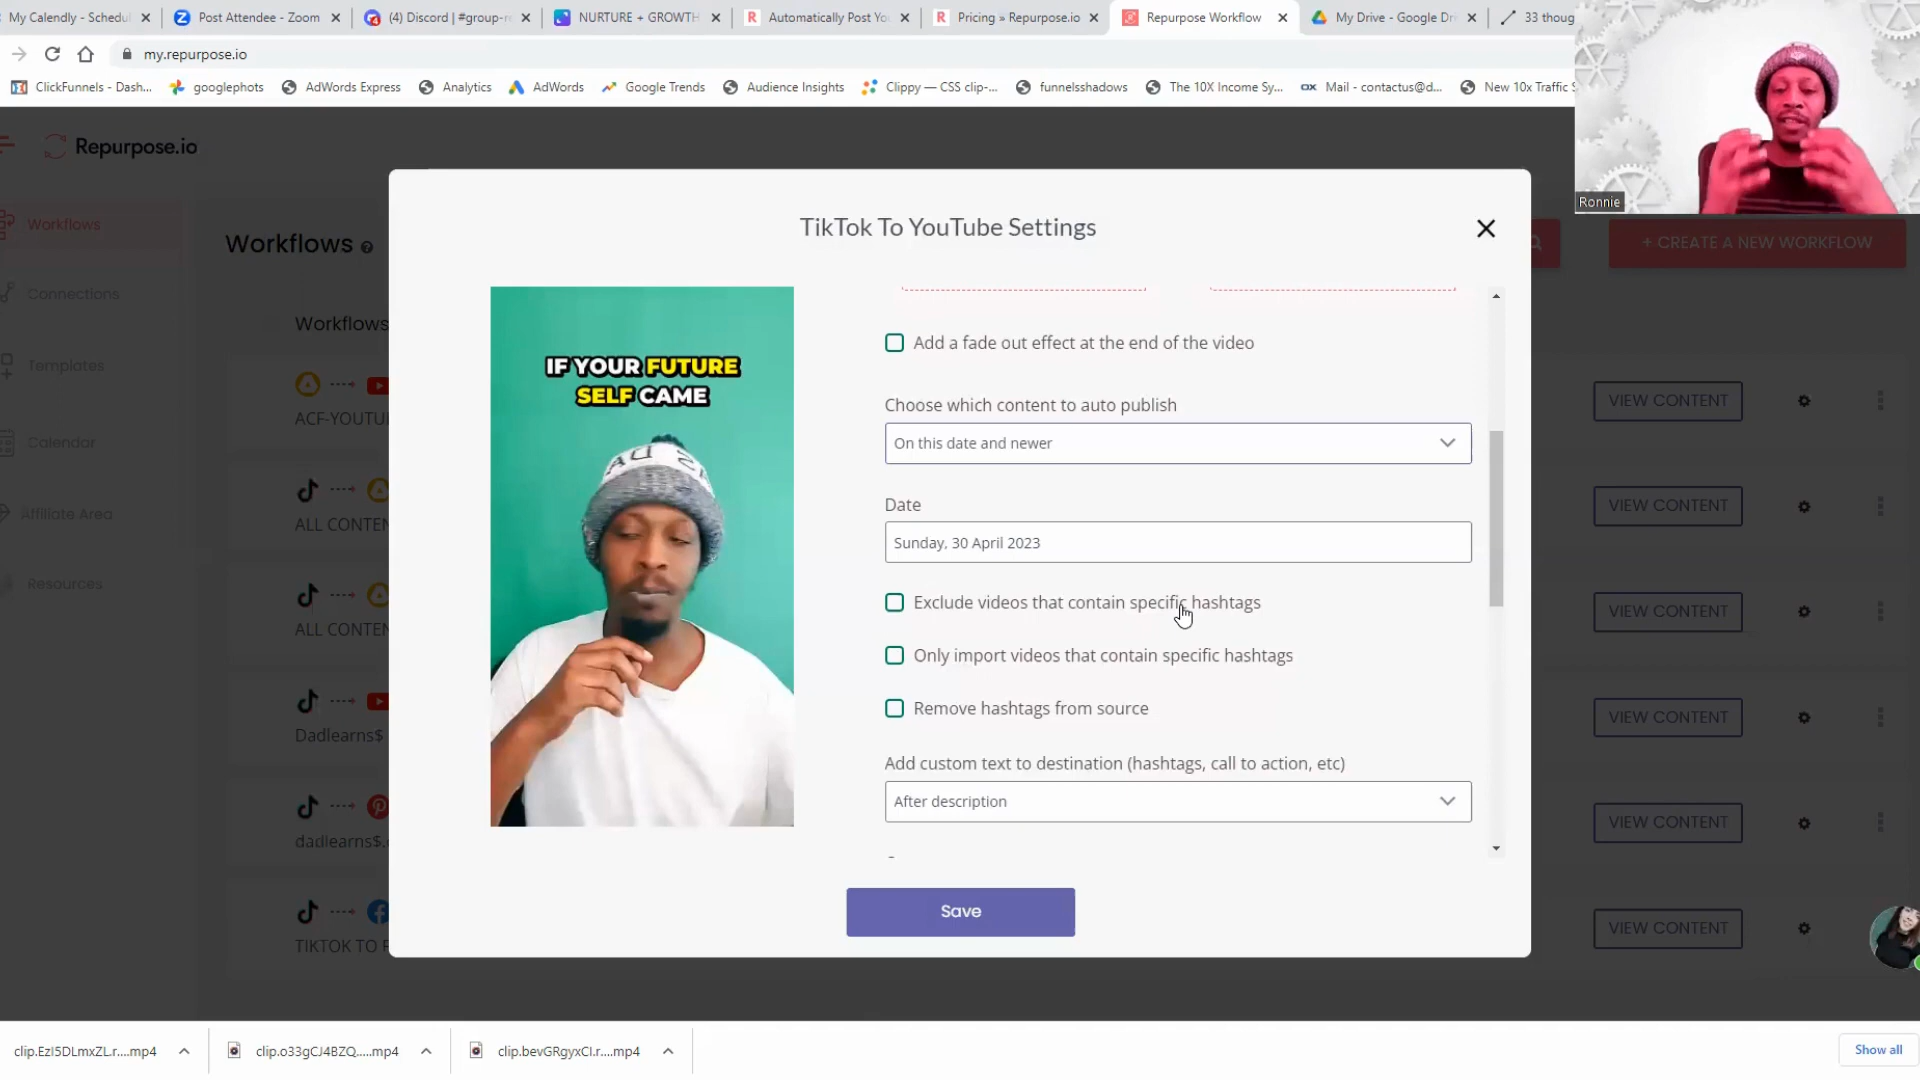 My Calendly - Schedul
Post Attendee - Zoom
(4) Discord | #group-r
NURTURE + GROWTH
Automatically Post Yo
Pricing » Repurpose.io
Repurpose Workflow
My Drive - Google Dri
33 thoug
my.repurpose.io
ClickFunnels - Dash...
googlephots
AdWords Express
Analytics
AdWords
Google Trends
Audience Insights
Clippy — CSS clip-...
funnelsshadows
The 10X Income Sy...
Mail - contactus@d...
New 10x Traffic S
Ronnie
Repurpose.io
Workflows
Connections
Templates
Calendar
Affiliate Area
Resources
Workflows
+ CREATE A NEW WORKFLOW
Workflows
ACF-YOUTU
VIEW CONTENT
ALL CONTEN
VIEW CONTENT
ALL CONTEN
VIEW CONTENT
Dadlearns$
VIEW CONTENT
dadlearns$.
VIEW CONTENT
TIKTOK TO F
VIEW CONTENT
TikTok To YouTube Settings
IF YOUR FUTURE
SELF CAME
Add a fade out effect at the end of the video
Choose which content to auto publish
On this date and newer
Date
Sunday, 30 April 2023
Exclude videos that contain specific hashtags
Only import videos that contain specific hashtags
Remove hashtags from source
Add custom text to destination (hashtags, call to action, etc)
After description
Save
clip.EzI5DLmxZL.r....mp4
clip.o33gCJ4BZQ.....mp4
clip.bevGRgyxCI.r....mp4
Show all